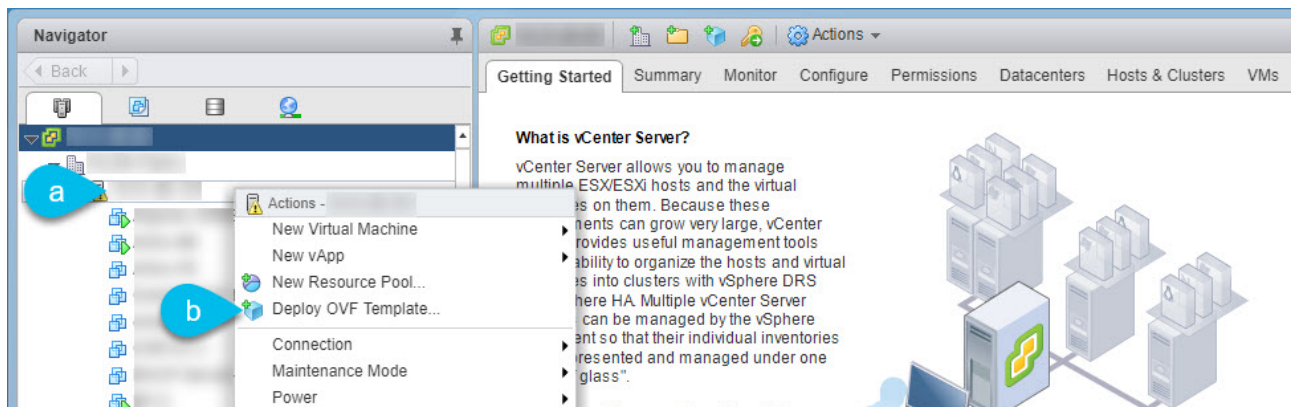 Navigator
Back
a
Actions -
New Virtual Machine
New vApp
New Resource Pool...
b
Deploy OVF Template...
Connection
Maintenance Mode
Power
Actions
Getting Started Summary Monitor Configure Permissions Datacenters Hosts & Clusters VMs
What is vCenter Server?
vCenter Server allows you to manage
multiple ESX/ESXi hosts and the virtual
es on them. Because these
ments can grow very large, vCenter
rovides useful management tools
ability to organize the hosts and virtual
es into clusters with vSphere DRS
here HA. Multiple vCenter Server
can be managed by the vSphere
ent so that their individual inventories
resented and managed under one
glass".